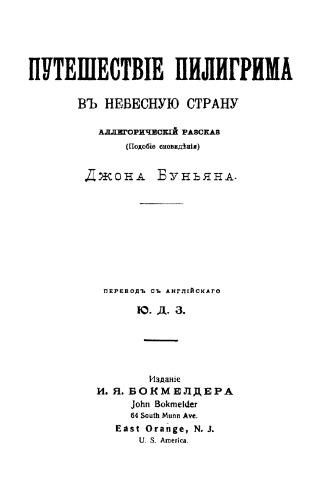 ПУТЕШЕСТВІЕ ПИЛИГРИМА
ВЪ НЕБЕСНУЮ СТРАНУ
АЛЛЕГОРИЧЕСКІЙ РАЗСКАЗ
(Подобіе сновидѣнія)
Джона Буньяна.
ПЕРЕВОДЪ СЪ АНГЛІЙСКАГО
Ю. Д. З.
Изданіе
И. Я. БОКМЕЛДЕРА
John Bokmelder
64 South Munn Ave.
East Orange, N. J.
U. S. America.